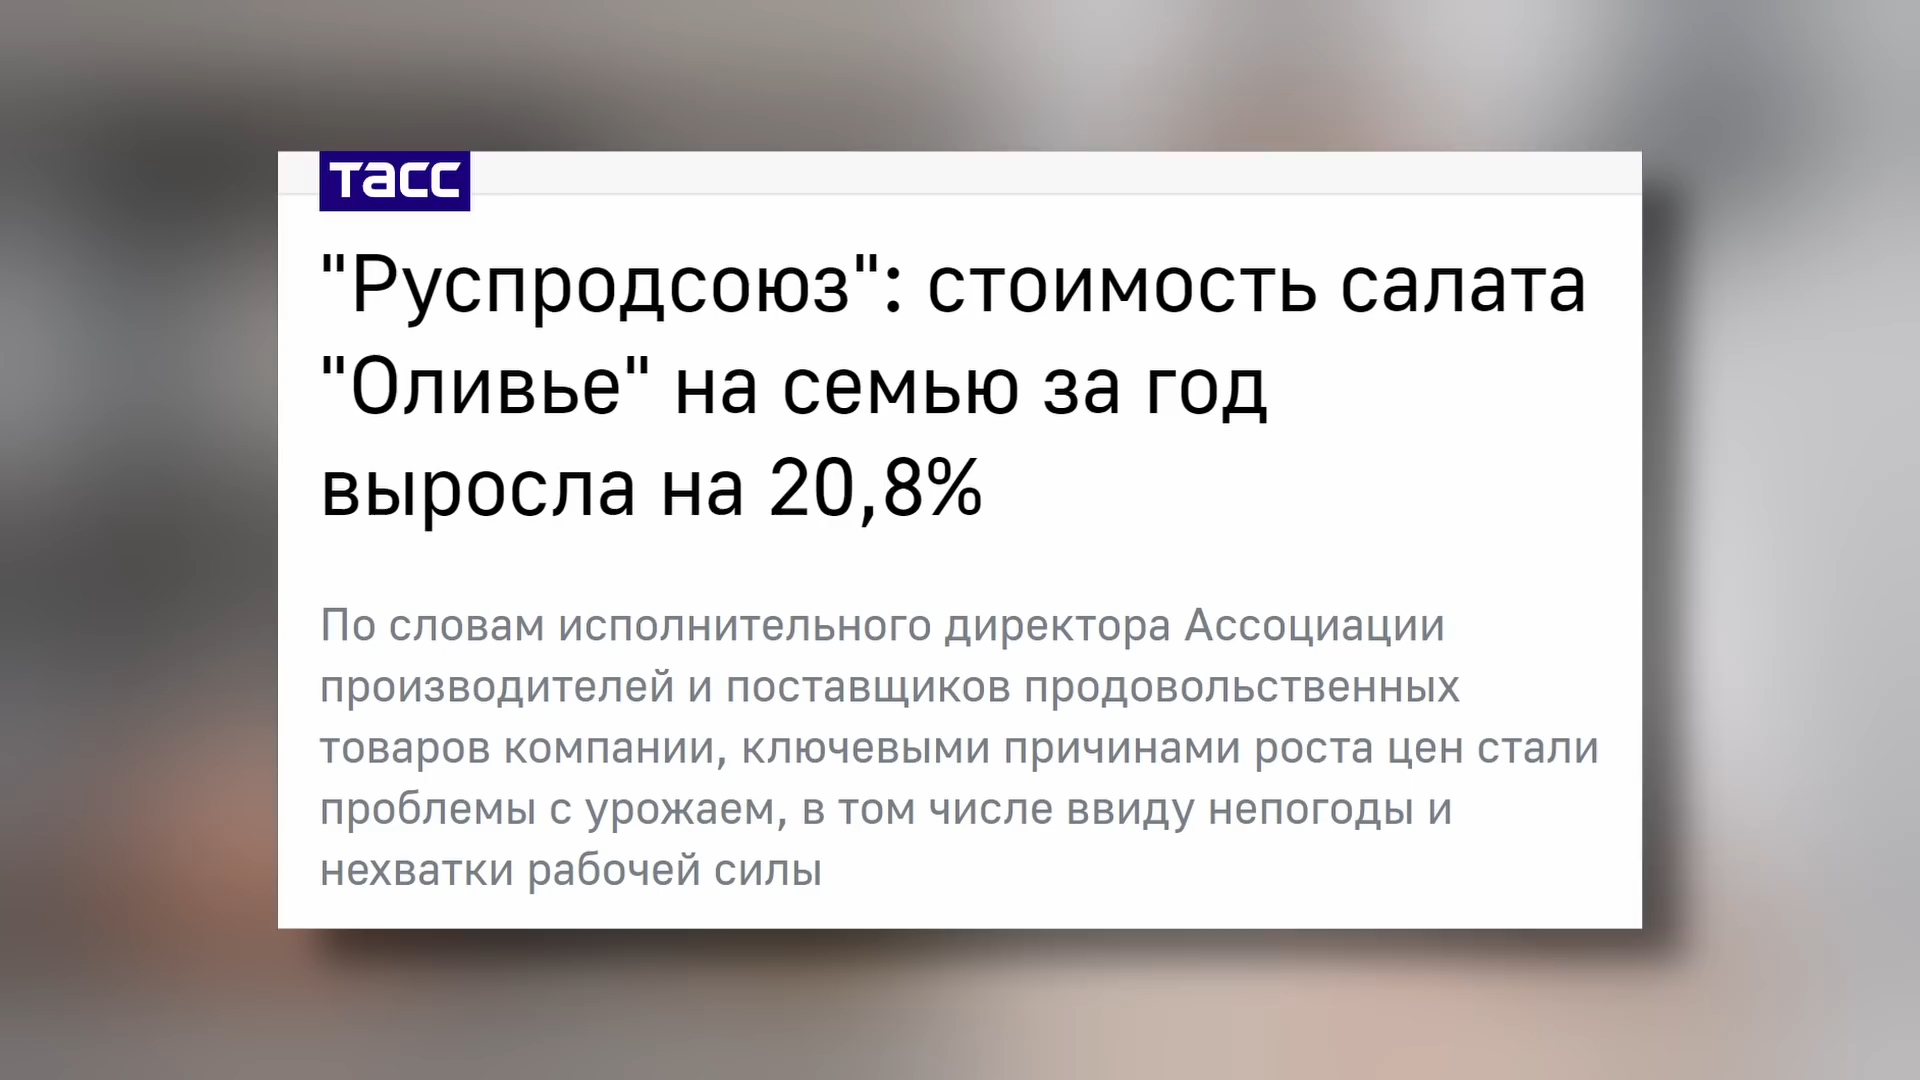 тасс
"Руспродсоюз": стоимость салата
"Оливье" на семью за год
выросла на 20,8%
По словам исполнительного директора Ассоциации
производителей и поставщиков продовольственных
товаров компании, ключевыми причинами роста цен стали
проблемы с урожаем, в том числе ввиду непогоды и
нехватки рабочей силы